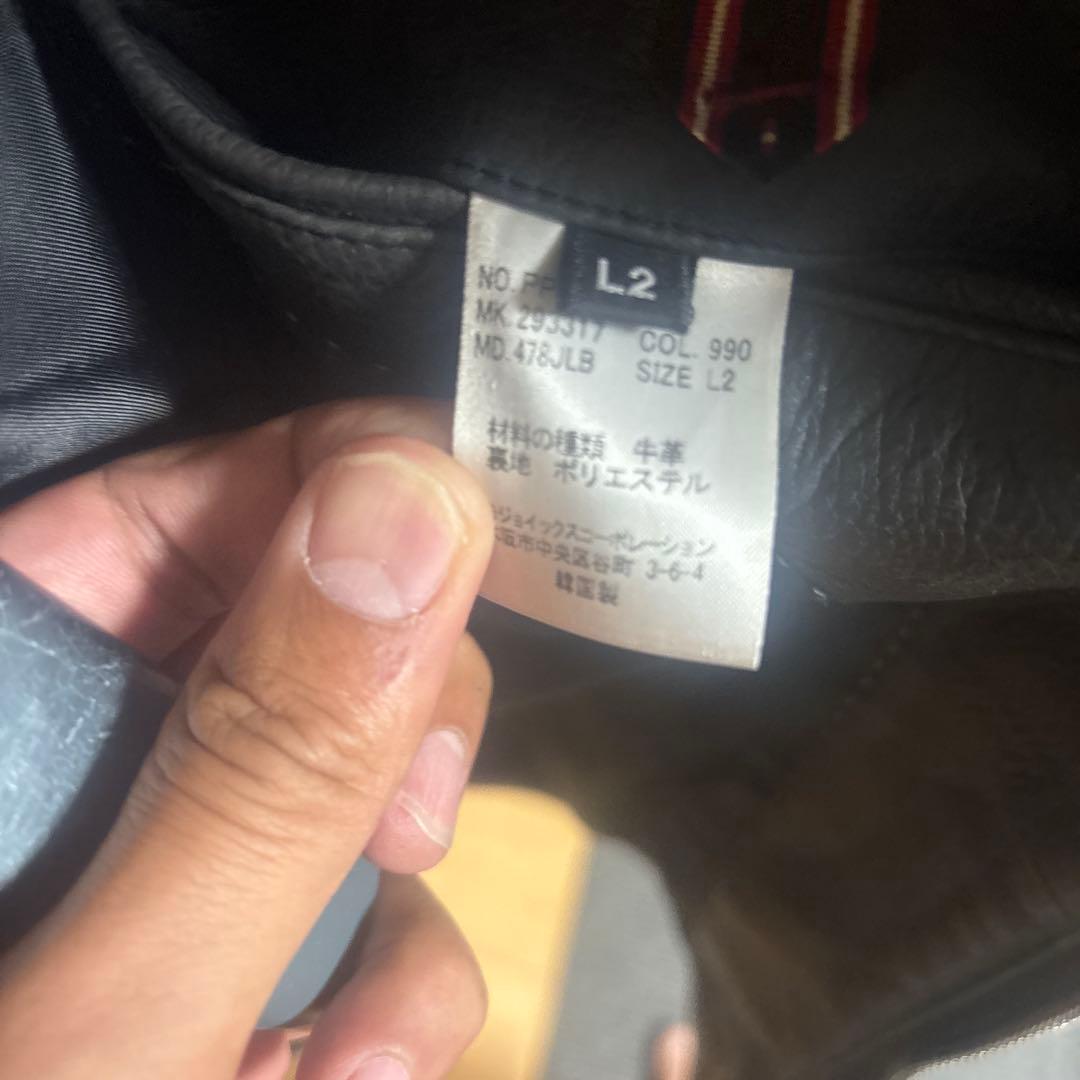 L2
NO. PP
MK. 293317 COL. 990
MD. 478JLB SIZE L2
材料の種類 牛革
裏地 ポリエステル
ジョイックスコーポレーション
阪市中央区谷町 3-6-4
韓国製